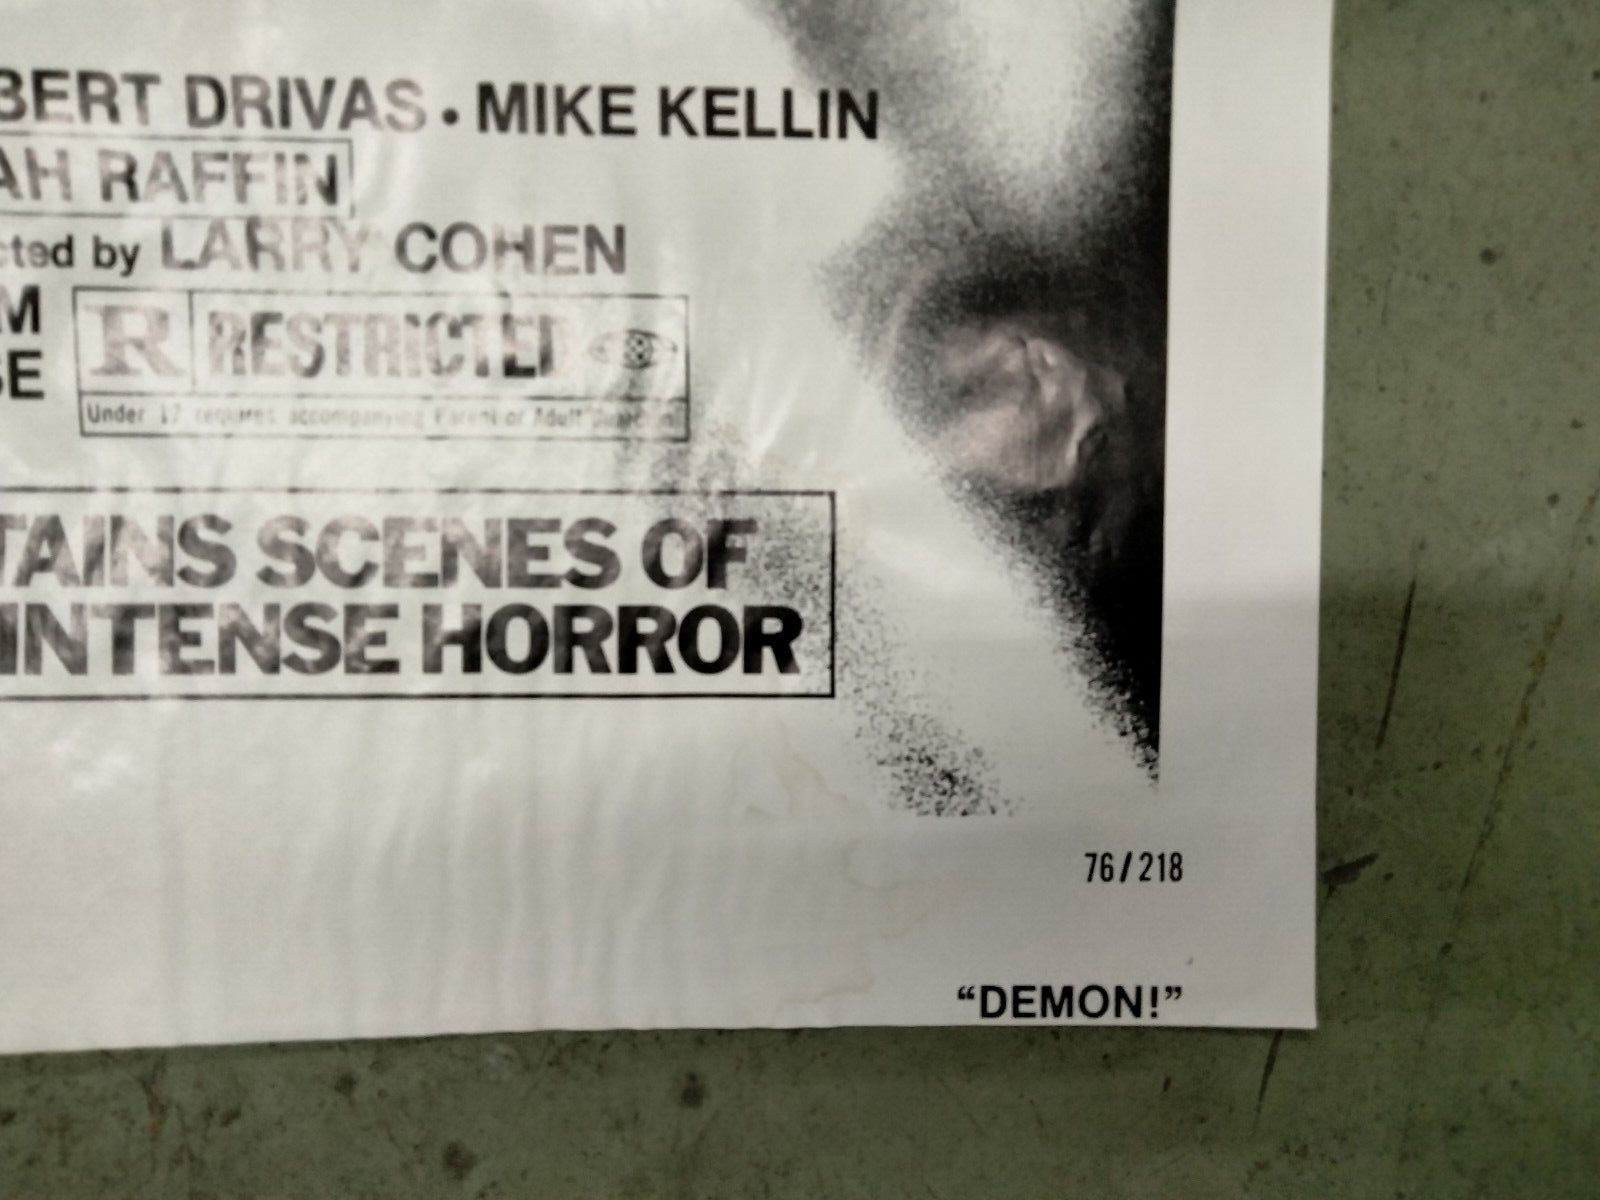 BERT DRIVAS • MIKE KELLIN
AH RAFFIN
cted by LARRY COHEN
M
SE
R RESTRICTED
Under 17 requires accompanying Parent or Adult Guardian
TAINS SCENES OF
INTENSE HORROR
76/218
“DEMON!”